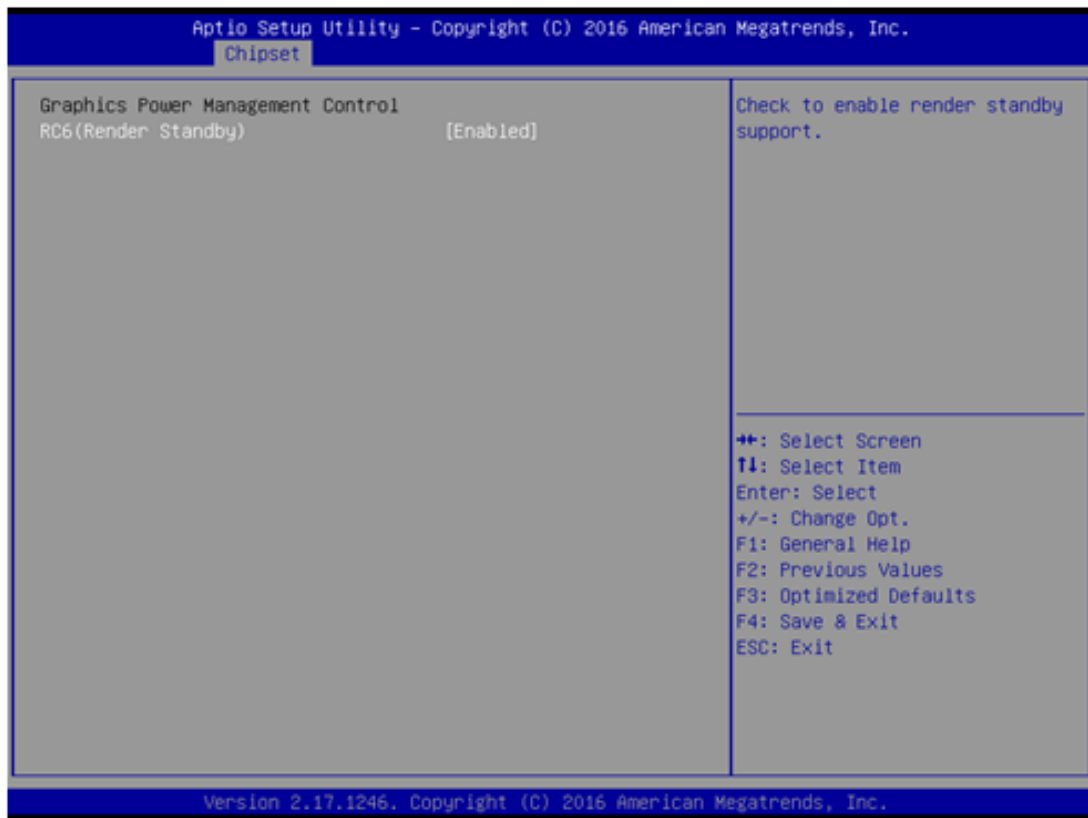 Aptio Setup Utility – Copyright (C) 2016 American Megatrends, Inc.
Chipset
Graphics Power Management Control
RC6(Render Standby) [Enabled]
Check to enable render standby
support.
→←: Select Screen
↑↓: Select Item
Enter: Select
+/-: Change Opt.
F1: General Help
F2: Previous Values
F3: Optimized Defaults
F4: Save & Exit
ESC: Exit
Version 2.17.1246. Copyright (C) 2016 American Megatrends, Inc.